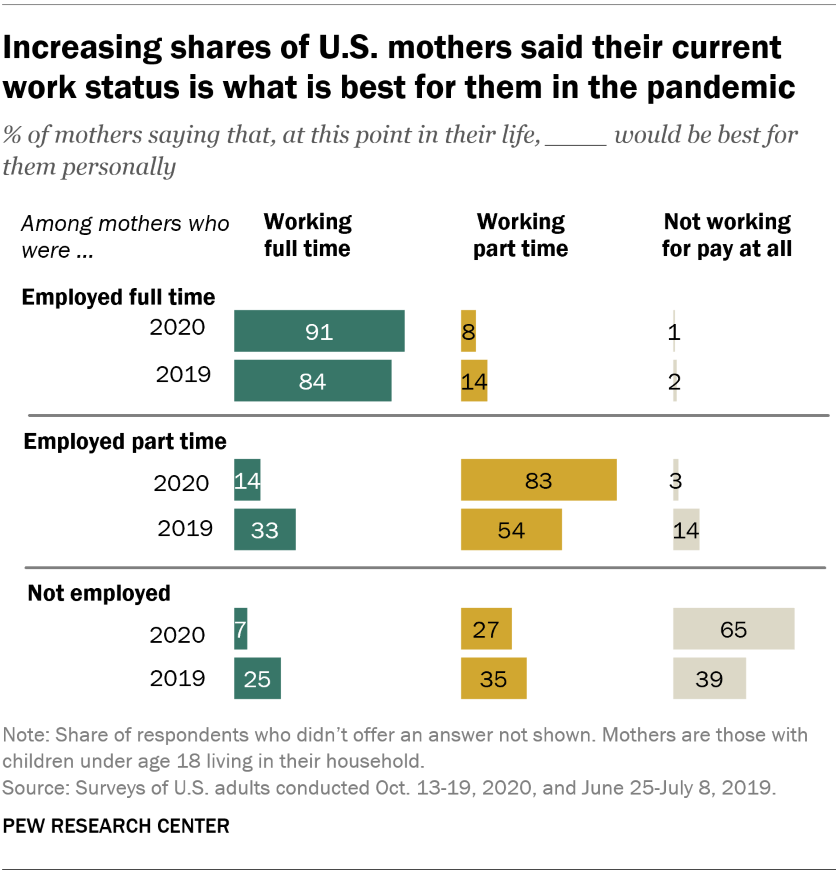 Increasing shares of U.S. mothers said their current
work status is what is best for them in the pandemic
% of mothers saying that, at this point in their life, _____ would be best for
them personally
Among mothers who
were ...
Working
full time
Working
part time
Not working
for pay at all
Employed full time
2020 91 8 1
2019 84 14 2
Employed part time
2020 14 83 3
2019 33 54 14
Not employed
2020 7 27 65
2019 25 35 39
Note: Share of respondents who didn’t offer an answer not shown. Mothers are those with
children under age 18 living in their household.
Source: Surveys of U.S. adults conducted Oct. 13-19, 2020, and June 25-July 8, 2019.
PEW RESEARCH CENTER